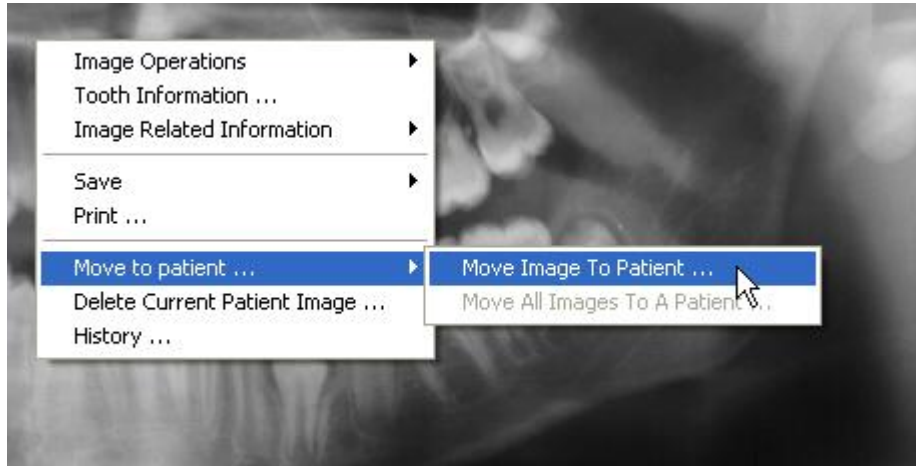 Image Operations
Tooth Information ...
Image Related Information
Save
Print ...
Move to patient ...
Delete Current Patient Image ...
History ...
Move Image To Patient ...
Move All Images To A Patient ...